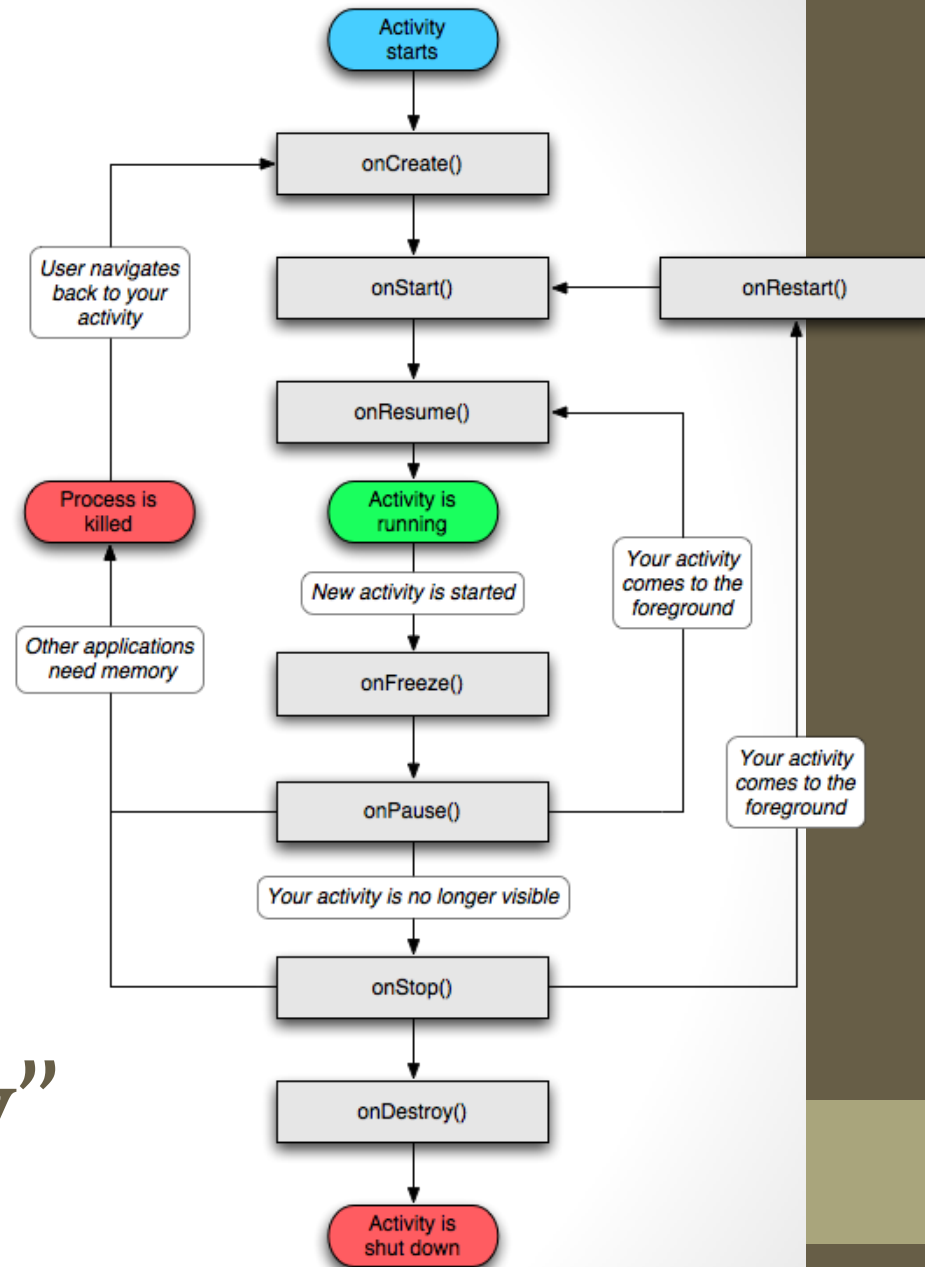 Activity
starts
onCreate()
User navigates
back to your
activity
onStart()
onRestart()
onResume()
Process is
killed
Activity is
running
Your activity
comes to the
foreground
New activity is started
Other applications
need memory
onFreeze()
Your activity
comes to the
foreground
onPause()
Your activity is no longer visible
onStop()
y”
onDestroy()
Activity is
shut down